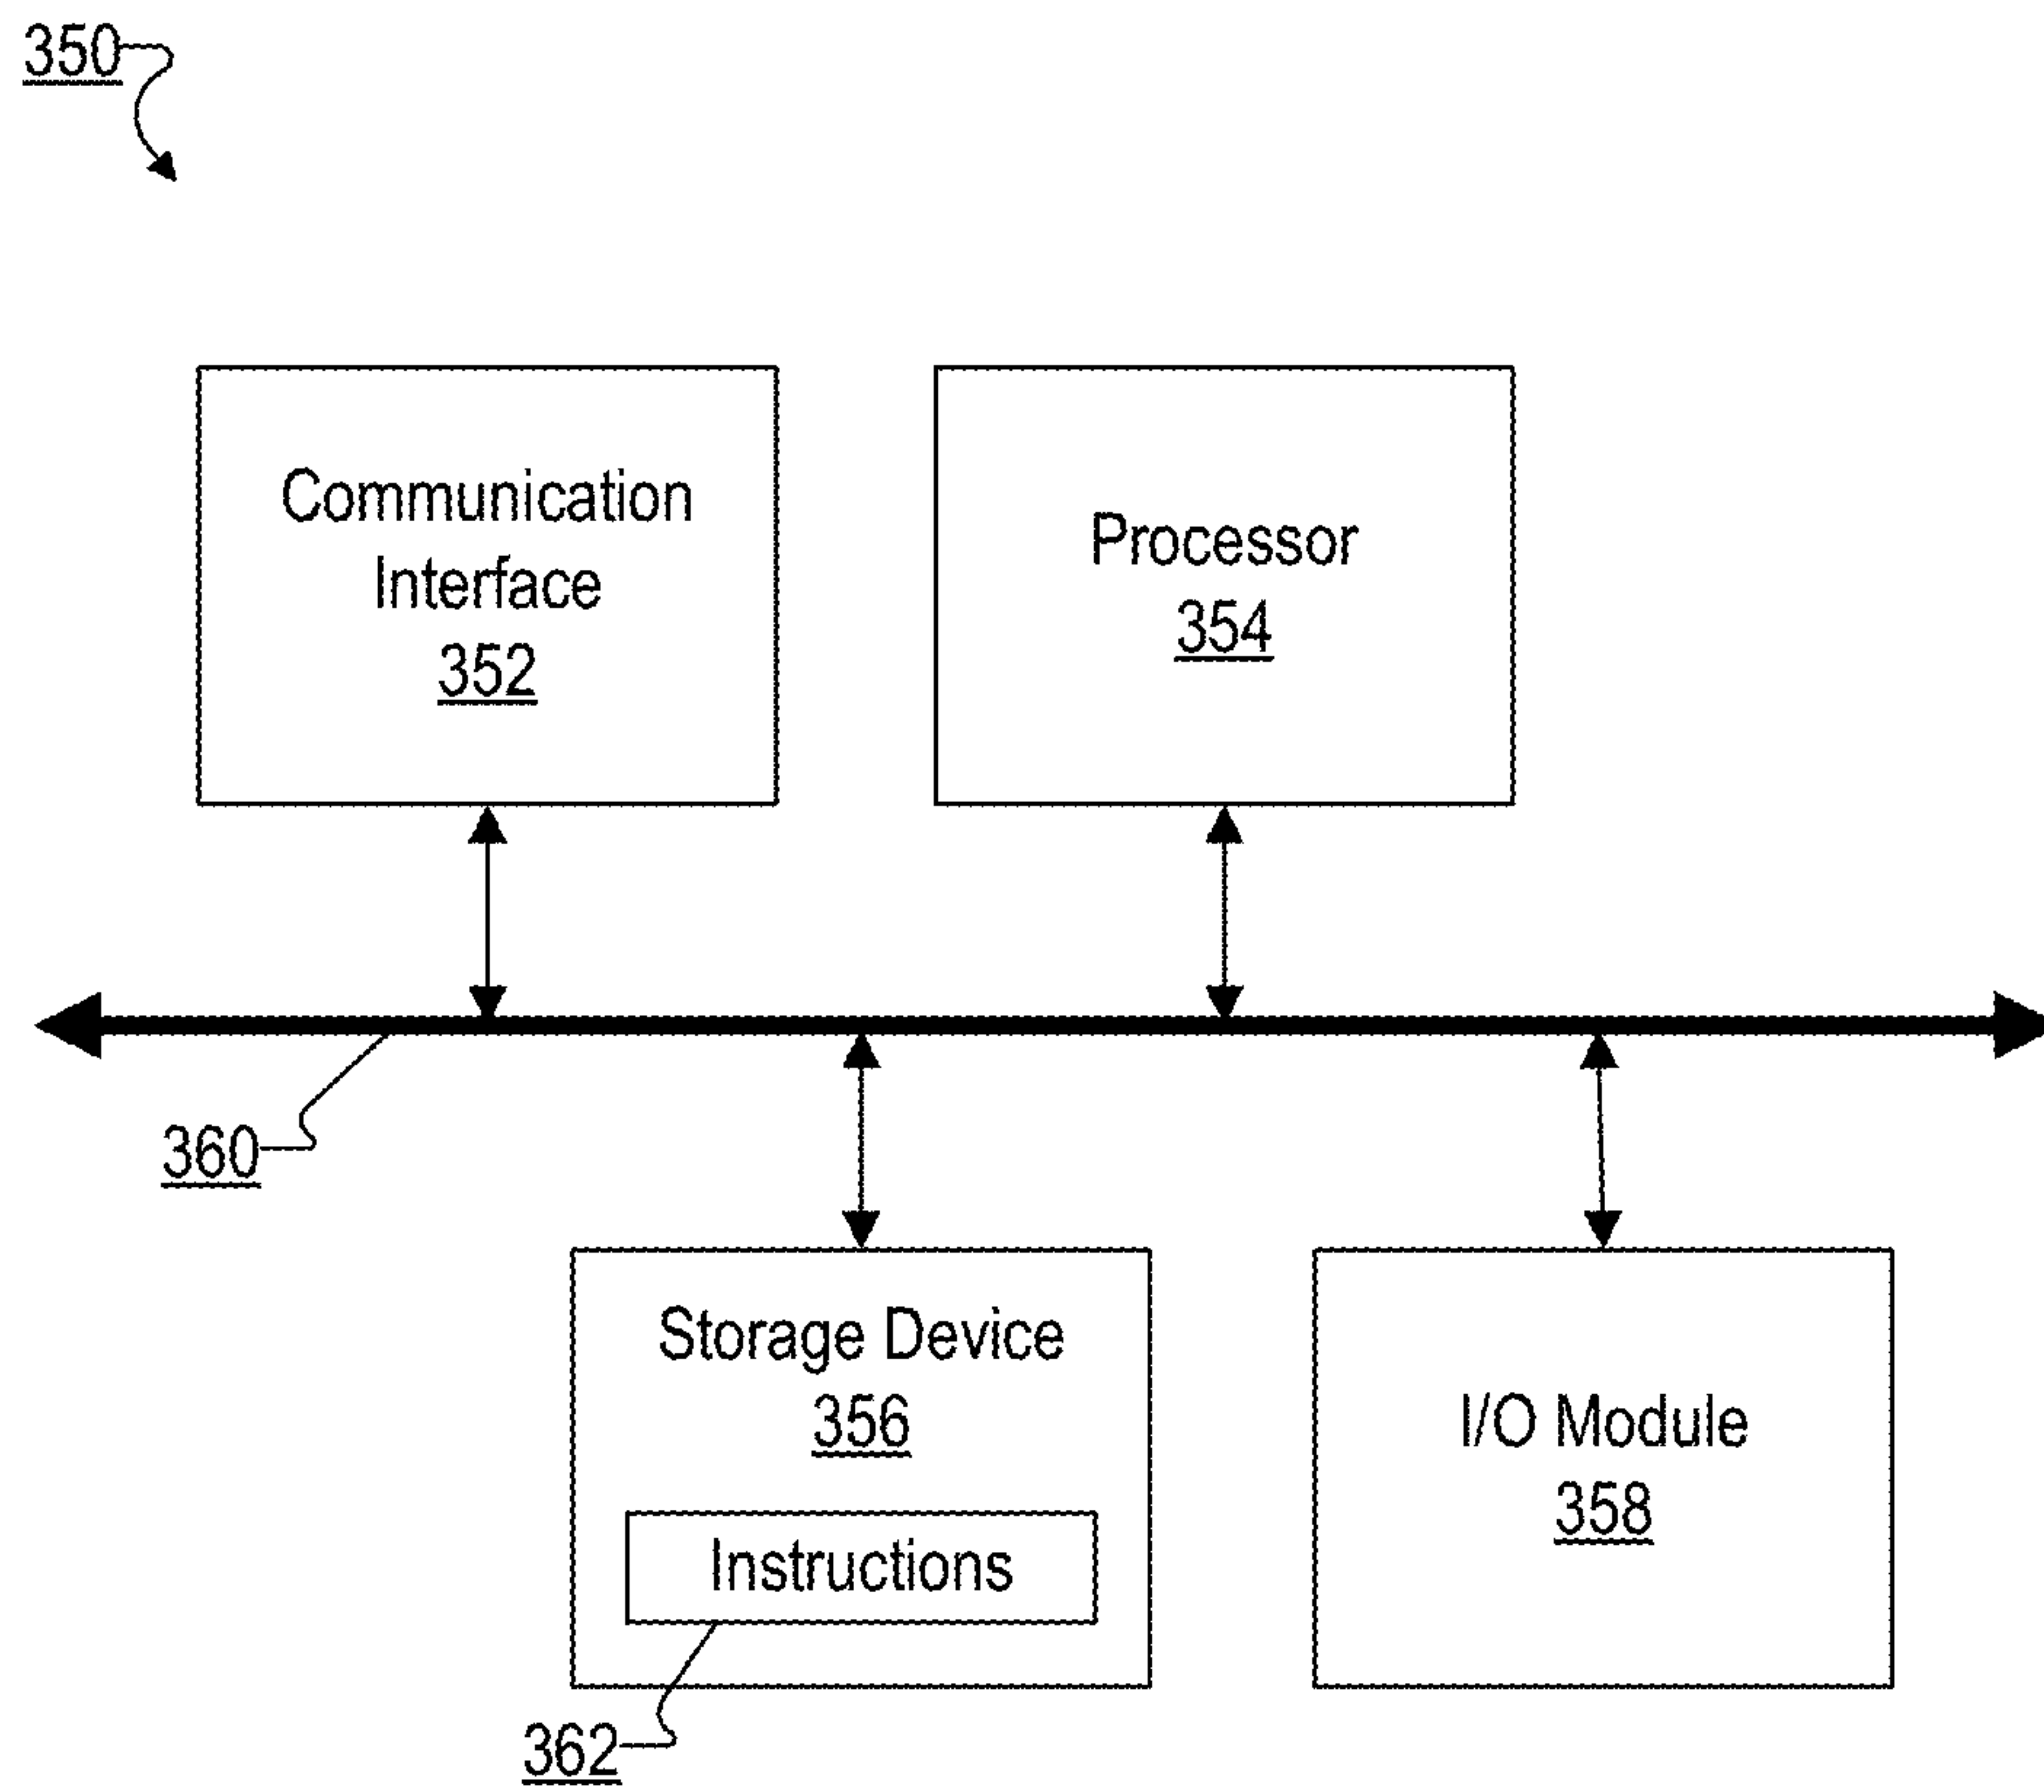 350
Communication
Interface
352
Processor
354
360
Storage Device
356
Instructions
362
I/O Module
358